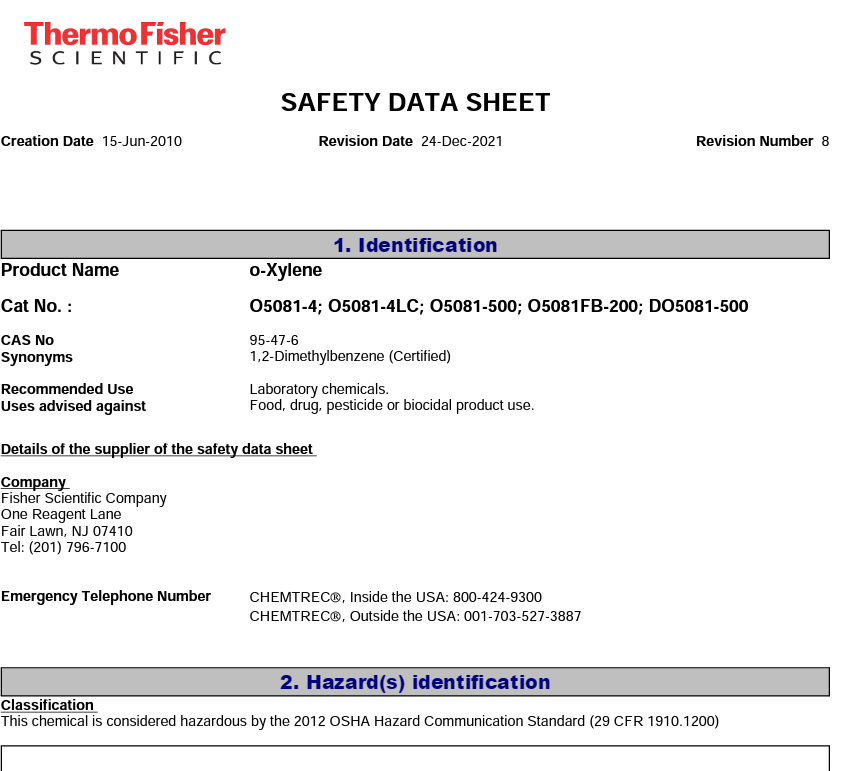 ThermoFisher
SCIENTIFIC
SAFETY DATA SHEET
Creation Date 15-Jun-2010 Revision Date 24-Dec-2021 Revision Number 8
1. Identification
Product Name o-Xylene
Cat No. : O5081-4; O5081-4LC; O5081-500; O5081FB-200; DO5081-500
CAS No 95-47-6
Synonyms 1,2-Dimethylbenzene (Certified)
Recommended Use Laboratory chemicals.
Uses advised against Food, drug, pesticide or biocidal product use.
Details of the supplier of the safety data sheet
Company
Fisher Scientific Company
One Reagent Lane
Fair Lawn, NJ 07410
Tel: (201) 796-7100
Emergency Telephone Number CHEMTREC®, Inside the USA: 800-424-9300
CHEMTREC®, Outside the USA: 001-703-527-3887
2. Hazard(s) identification
Classification
This chemical is considered hazardous by the 2012 OSHA Hazard Communication Standard (29 CFR 1910.1200)